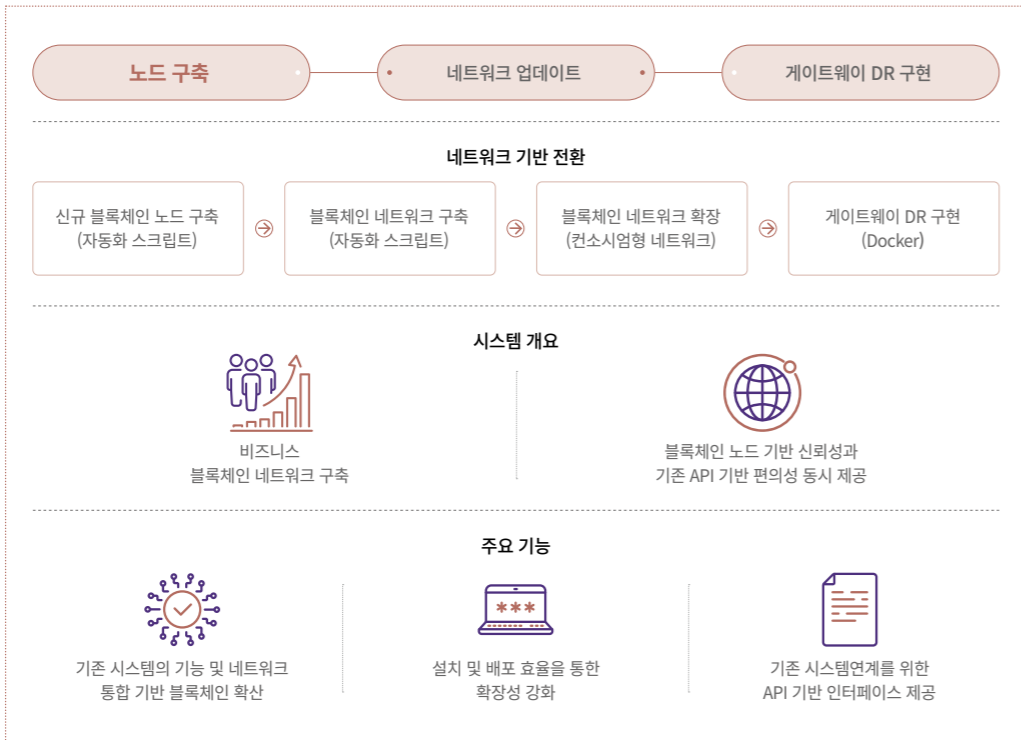 노드 구축
네트워크 업데이트
게이트웨이 DR 구현
네트워크 기반 전환
신규 블록체인 노드 구축
(자동화 스크립트)
블록체인 네트워크 구축
(자동화 스크립트)
블록체인 네트워크 확장
(컨소시엄형 네트워크)
게이트웨이 DR 구현
(Docker)
시스템 개요
비즈니스
블록체인 네트워크 구축
블록체인 노드 기반 신뢰성과
기존 API 기반 편의성 동시 제공
주요 기능
기존 시스템의 기능 및 네트워크
통합 기반 블록체인 확산
***
설치 및 배포 효율을 통한
확장성 강화
기존 시스템연계를 위한
API 기반 인터페이스 제공